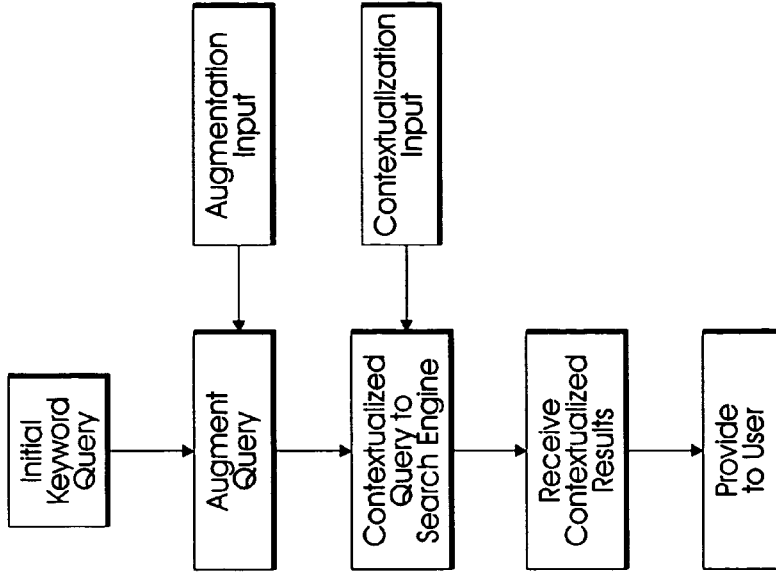 Initial
Keyword
Query
Augment
Query
Augmentation
Input
Contextualized
Query to
Search Engine
Contextualization
Input
Receive
Contextualized
Results
Provide
to User